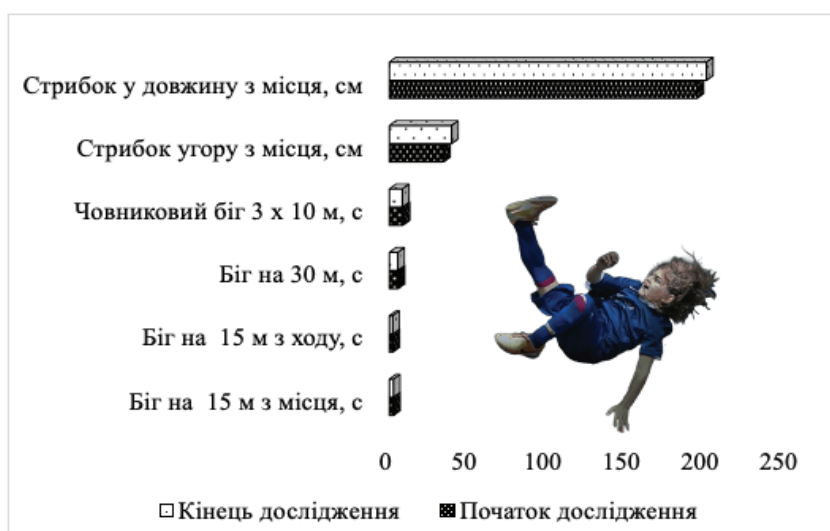 Стрибок у довжину з місця, см
Стрибок угору з місця, см
Човниковий біг 3 х 10 м, с
Біг на 30 м, с
Біг на 15 м з ходу, с
Біг на 15 м з місця, с
0 50 100 150 200 250
Кінець дослідження Початок дослідження